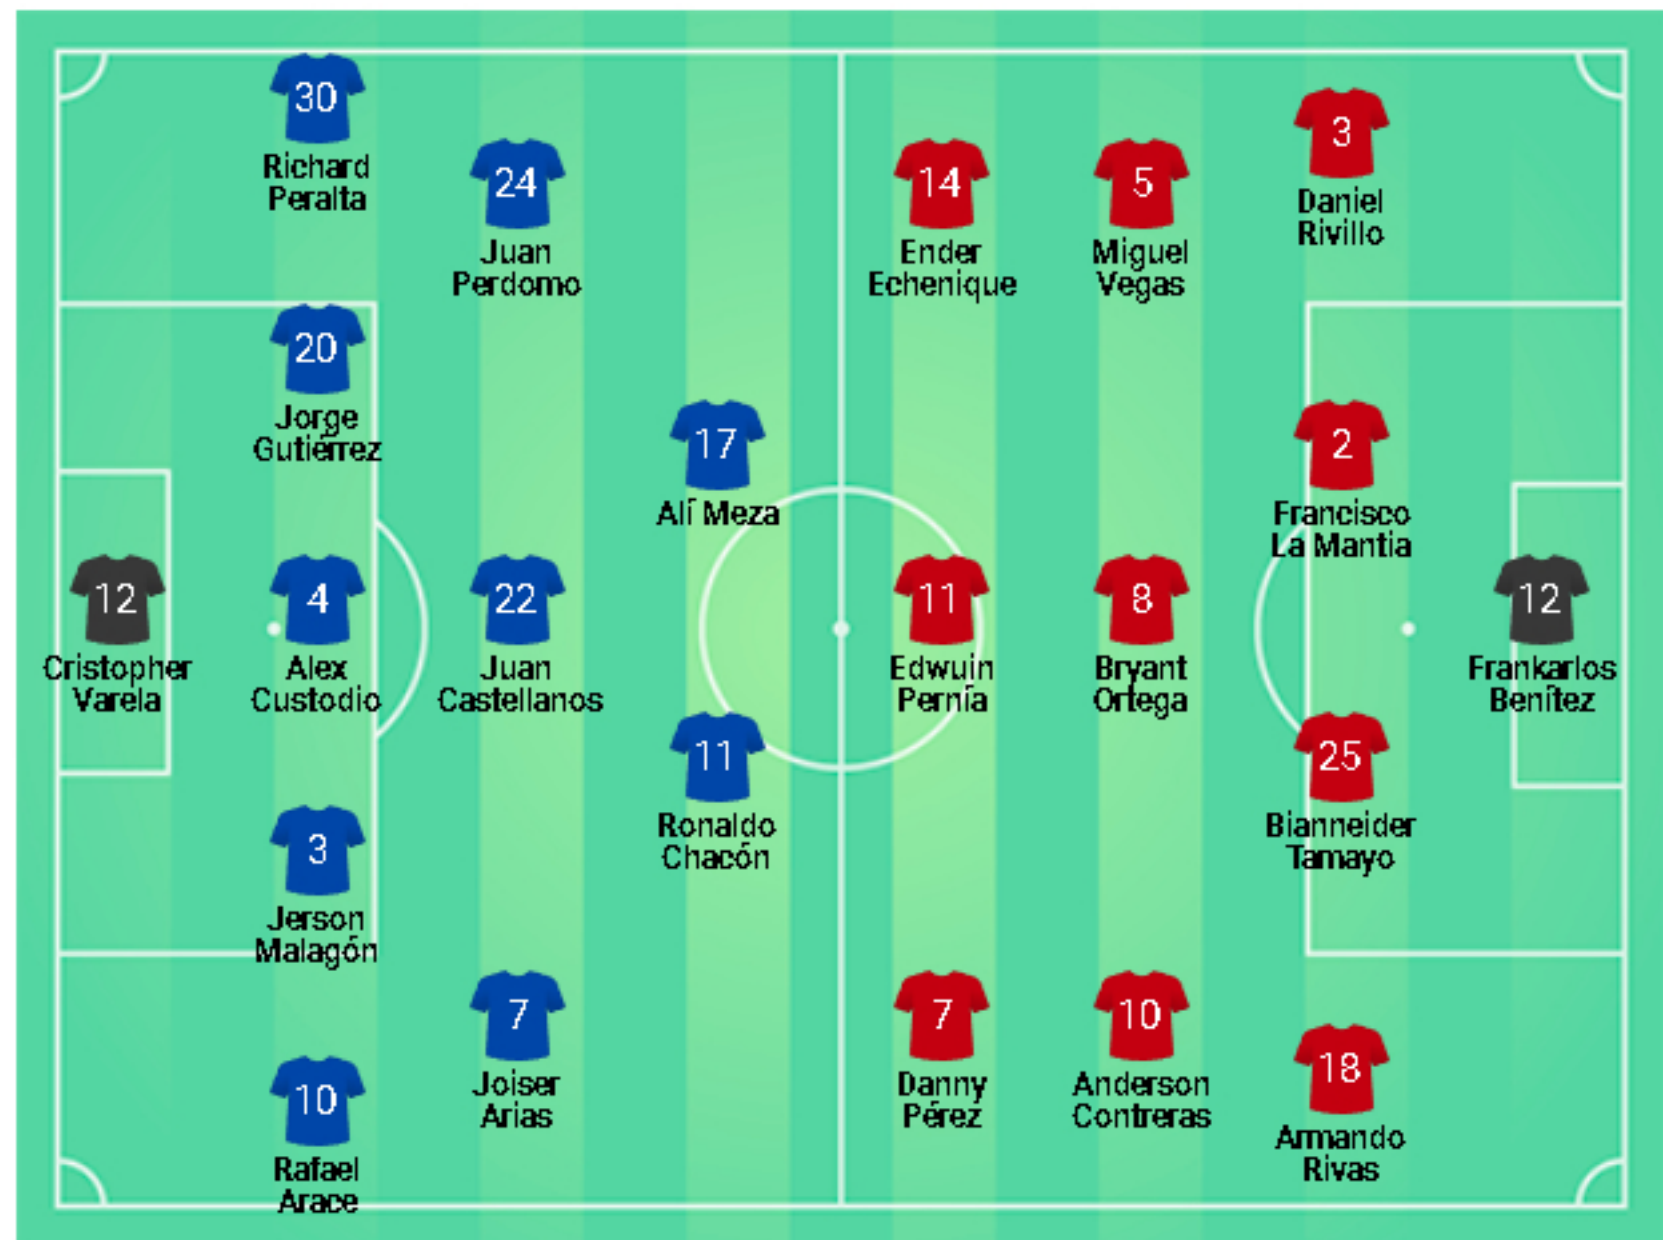 30
Richard
Peralta
24
Juan
Perdomo
20
Jorge
Gutiérrez
17
Alí Meza
12
Cristopher
Varela
4
Alex
Custodio
22
Juan
Castellanos
11
Ronaldo
Chacón
3
Jerson
Malagón
7
Joiser
Arias
10
Rafael
Arace
14
Ender
Echenique
5
Miguel
Vegas
3
Daniel
Rivillo
2
Francisco
La Mantia
11
Edwuin
Pernía
8
Bryant
Ortega
12
Frankarlos
Benítez
25
Bianneider
Tamayo
7
Danny
Pérez
10
Anderson
Contreras
18
Armando
Rivas